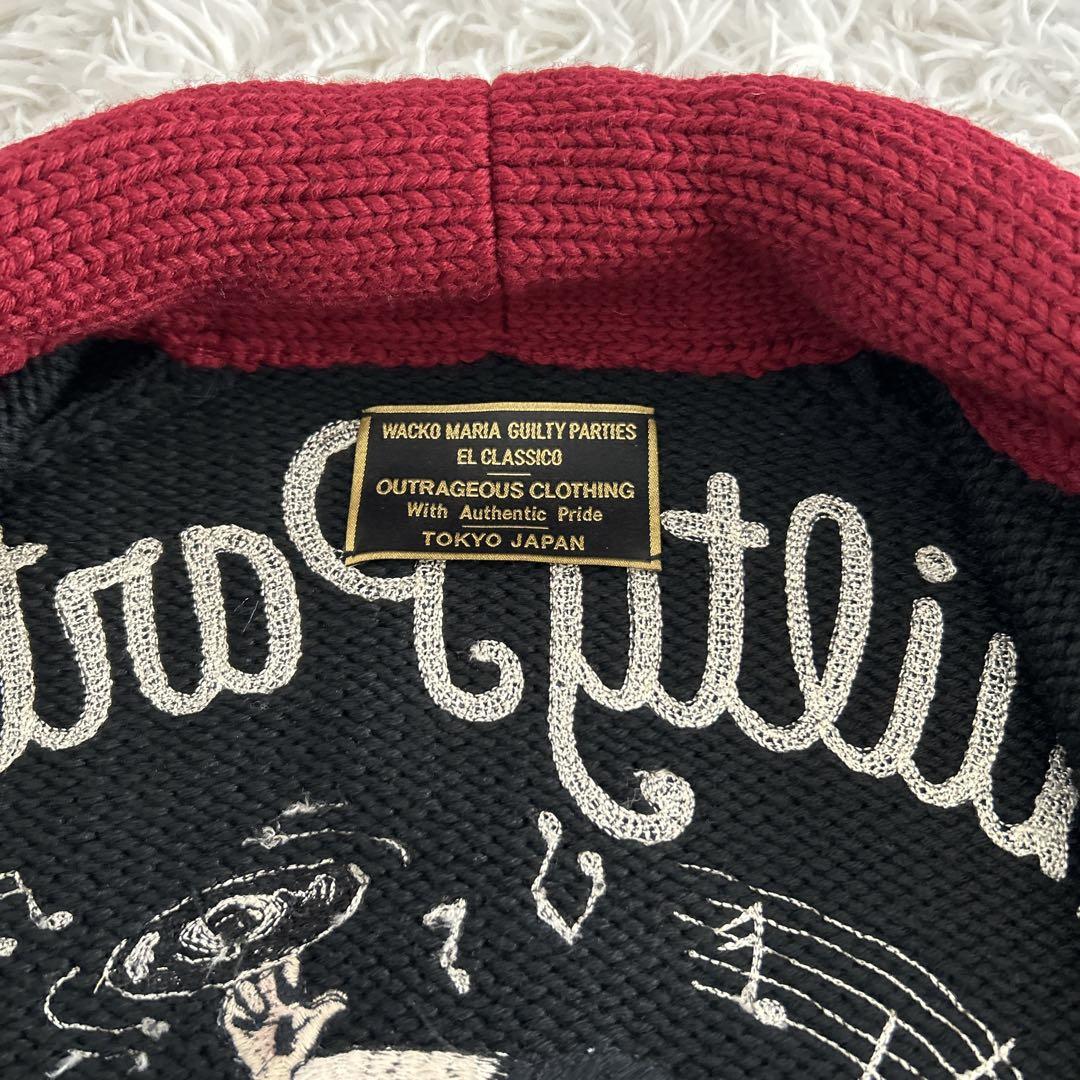 WACKO MARIA GUILTY PARTIES
EL CLASSICO
OUTRAGEOUS CLOTHING
With Authentic Pride
TOKYO JAPAN